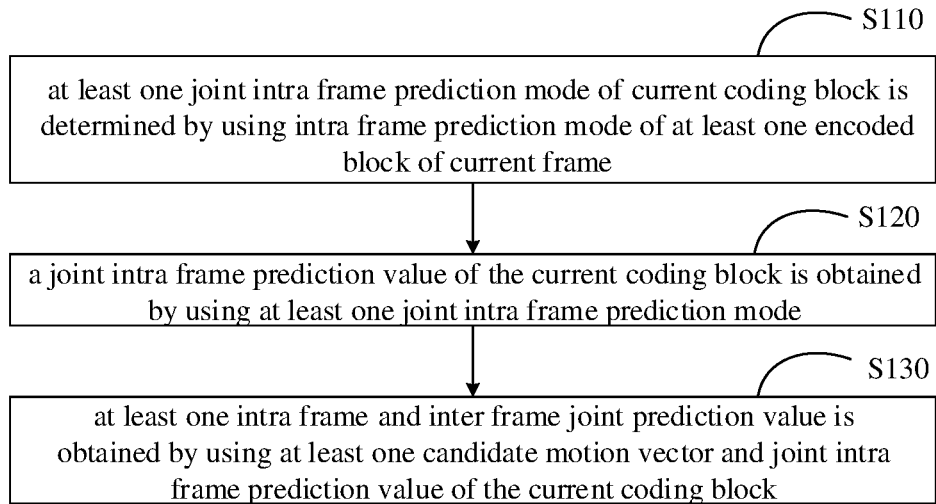 S110
at least one joint intra frame prediction mode of current coding block is
determined by using intra frame prediction mode of at least one encoded
block of current frame
S120
a joint intra frame prediction value of the current coding block is obtained
by using at least one joint intra frame prediction mode
S130
at least one intra frame and inter frame joint prediction value is
obtained by using at least one candidate motion vector and joint intra
frame prediction value of the current coding block